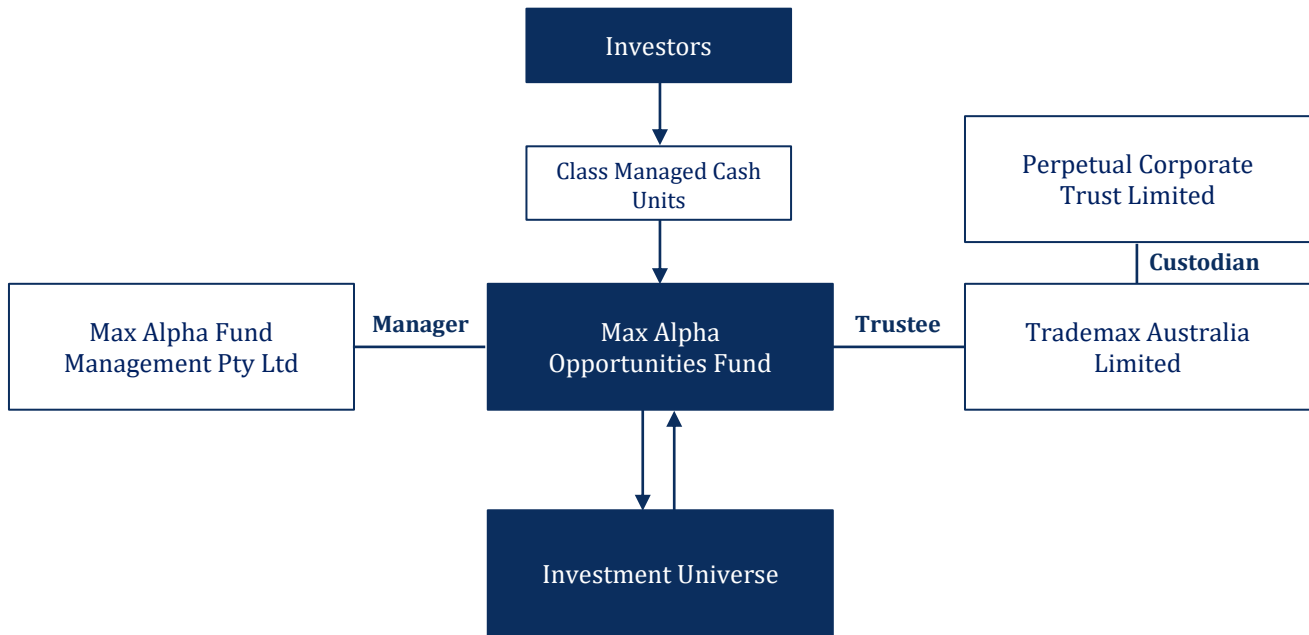 Investors
Class Managed Cash
Units
Perpetual Corporate
Trust Limited
Custodian
Max Alpha Fund
Management Pty Ltd
Manager
Max Alpha
Opportunities Fund
Trustee
Trademax Australia
Limited
Investment Universe